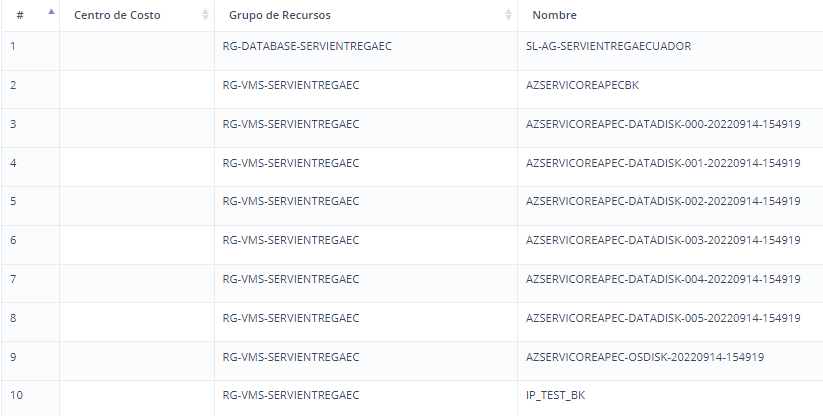 # Centro de Costo Grupo de Recursos Nombre
1 RG-DATABASE-SERVIENTREGAEC SL-AG-SERVIENTREGAECUADOR
2 RG-VMS-SERVIENTREGAEC AZSERVICOREAPECBK
3 RG-VMS-SERVIENTREGAEC AZSERVICOREAPEC-DATADISK-000-20220914-154919
4 RG-VMS-SERVIENTREGAEC AZSERVICOREAPEC-DATADISK-001-20220914-154919
5 RG-VMS-SERVIENTREGAEC AZSERVICOREAPEC-DATADISK-002-20220914-154919
6 RG-VMS-SERVIENTREGAEC AZSERVICOREAPEC-DATADISK-003-20220914-154919
7 RG-VMS-SERVIENTREGAEC AZSERVICOREAPEC-DATADISK-004-20220914-154919
8 RG-VMS-SERVIENTREGAEC AZSERVICOREAPEC-DATADISK-005-20220914-154919
9 RG-VMS-SERVIENTREGAEC AZSERVICOREAPEC-OSDISK-20220914-154919
10 RG-VMS-SERVIENTREGAEC IP_TEST_BK